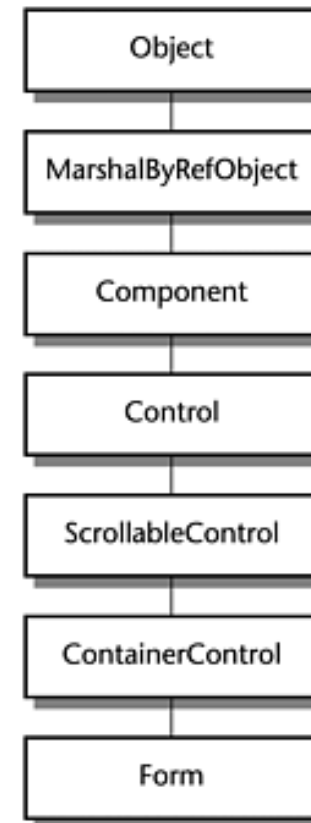 Object
MarshalByRefObject
Component
Control
ScrollableControl
ContainerControl
Form